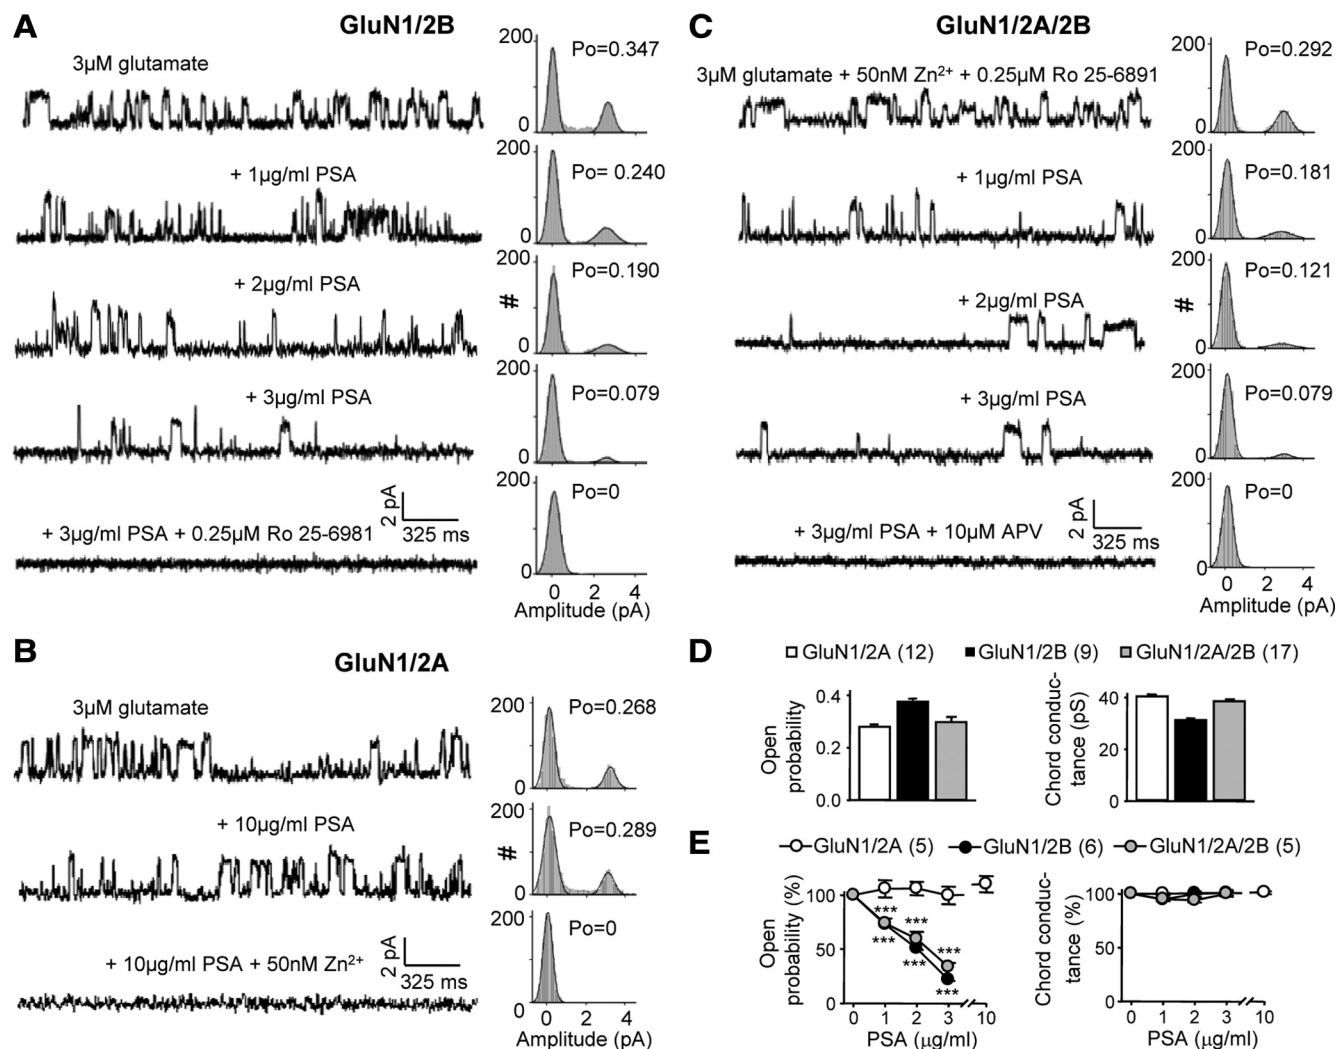 A
GluN1/2B
3µM glutamate
200
0
Po=0.347
+ 1µg/ml PSA
200
0
Po= 0.240
+ 2µg/ml PSA
200
#
0
Po=0.190
+ 3µg/ml PSA
200
0
Po=0.079
2 pA
325 ms
+ 3µg/ml PSA + 0.25µM Ro 25-6981
200
0
Po=0
0 2 4
Amplitude (pA)
B
GluN1/2A
3µM glutamate
200
0
Po=0.268
+ 10µg/ml PSA
200
#
0
Po=0.289
2 pA
325 ms
+ 10µg/ml PSA + 50nM Zn²⁺
200
0
Po=0
0 2 4
Amplitude (pA)
C
GluN1/2A/2B
3µM glutamate + 50nM Zn²⁺ + 0.25µM Ro 25-6891
200
0
Po=0.292
+ 1µg/ml PSA
200
0
Po=0.181
+ 2µg/ml PSA
200
#
0
Po=0.121
+ 3µg/ml PSA
200
0
Po=0.079
2 pA
325 ms
+ 3µg/ml PSA + 10µM APV
200
0
Po=0
0 2 4
Amplitude (pA)
D
GluN1/2A (12) GluN1/2B (9) GluN1/2A/2B (17)
Open
probability
0.4
0.2
0.0
Chord conduc-
tance (pS)
40
20
0
E
GluN1/2A (5) GluN1/2B (6) GluN1/2A/2B (5)
Open
probability (%)
100
50
0
***
***
***
***
***
***
0 1 2 3 10
PSA (µg/ml)
Chord conduc-
tance (%)
100
50
0
0 1 2 3 10
PSA (µg/ml)